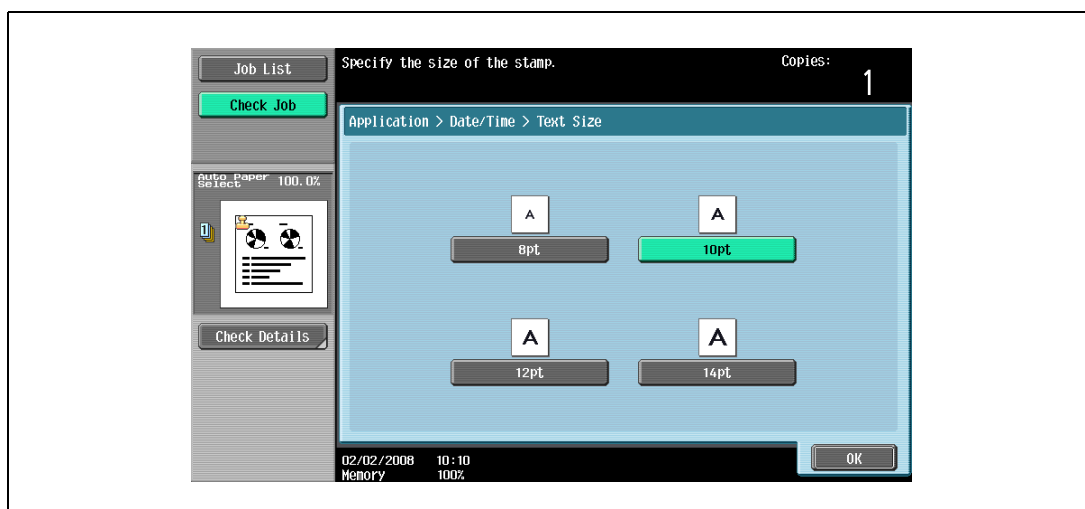 Job List
Check Job
Specify the size of the stamp.
Copies:
1
Application > Date/Time > Text Size
Auto Paper
Select
100.0%
1
A
A
8pt
10pt
A
A
12pt
14pt
Check Details
OK
02/02/2008 10:10
Memory 100%